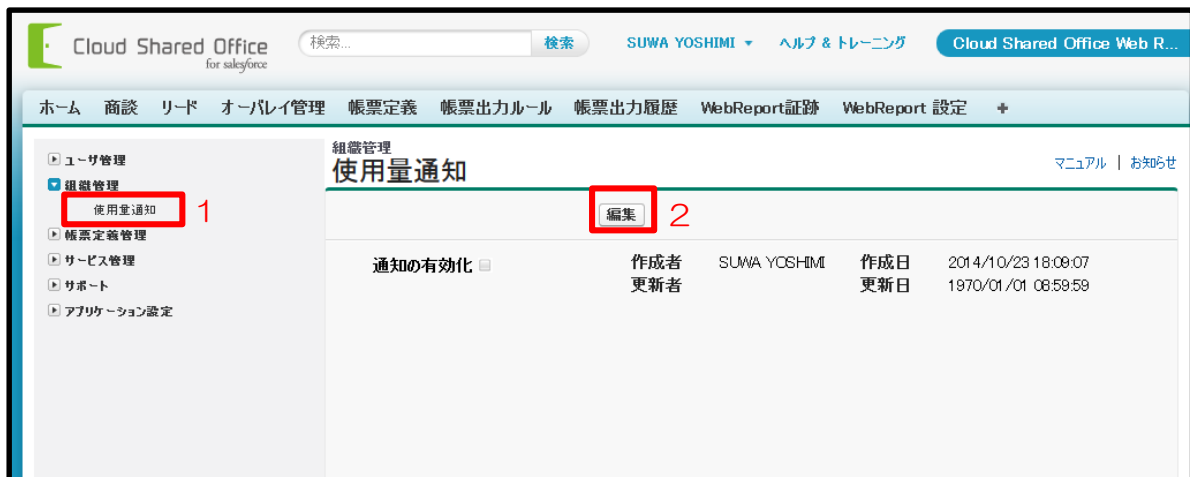 Cloud Shared Office
for salesforce
検索...
検索
SUWA YOSHIMI
ヘルプ & トレーニング
Cloud Shared Office Web R...
ホーム 商談 リード オーバレイ管理 帳票定義 帳票出力ルール 帳票出力履歴 WebReport証跡 WebReport 設定 +
ユーザ管理
組織管理
使用量通知
1
帳票定義管理
サービス管理
サポート
アプリケーション設定
組織管理
使用量通知
マニュアル | お知らせ
編集
2
通知の有効化 作成者 SUWA YOSHIMI 作成日 2014/10/23 18:09:07
更新者 更新日 1970/01/01 08:59:59